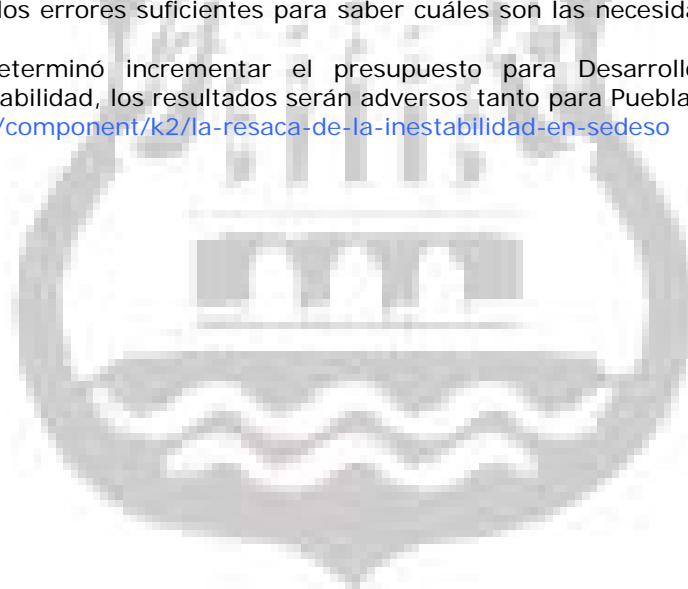 los errores suficientes para saber cuáles son las necesida
eterminó incrementar el presupuesto para Desarroll
abilidad, los resultados serán adversos tanto para Puebla
/component/k2/la-resaca-de-la-inestabilidad-en-sedeso